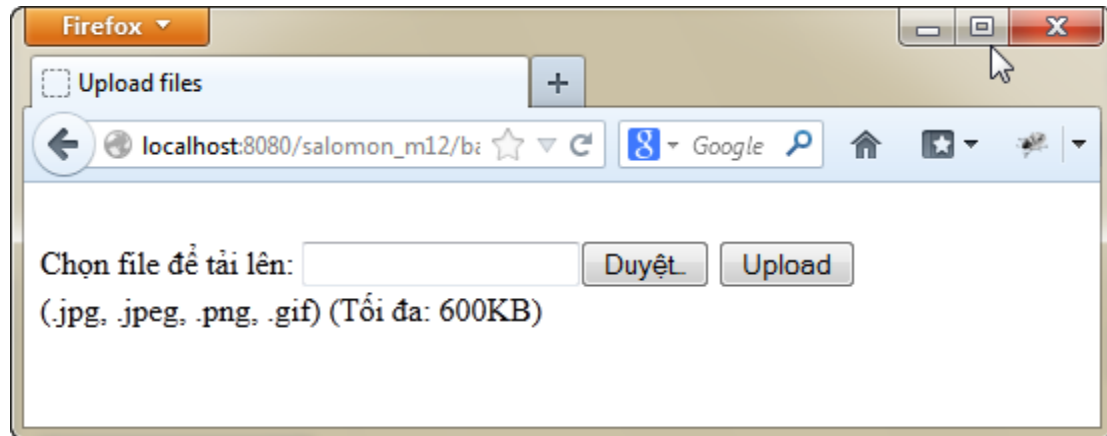 Firefox
Upload files
localhost:8080/salomon_m12/ba
8 Google
Chọn file để tải lên: Duyệt... Upload
(.jpg, .jpeg, .png, .gif) (Tối đa: 600KB)